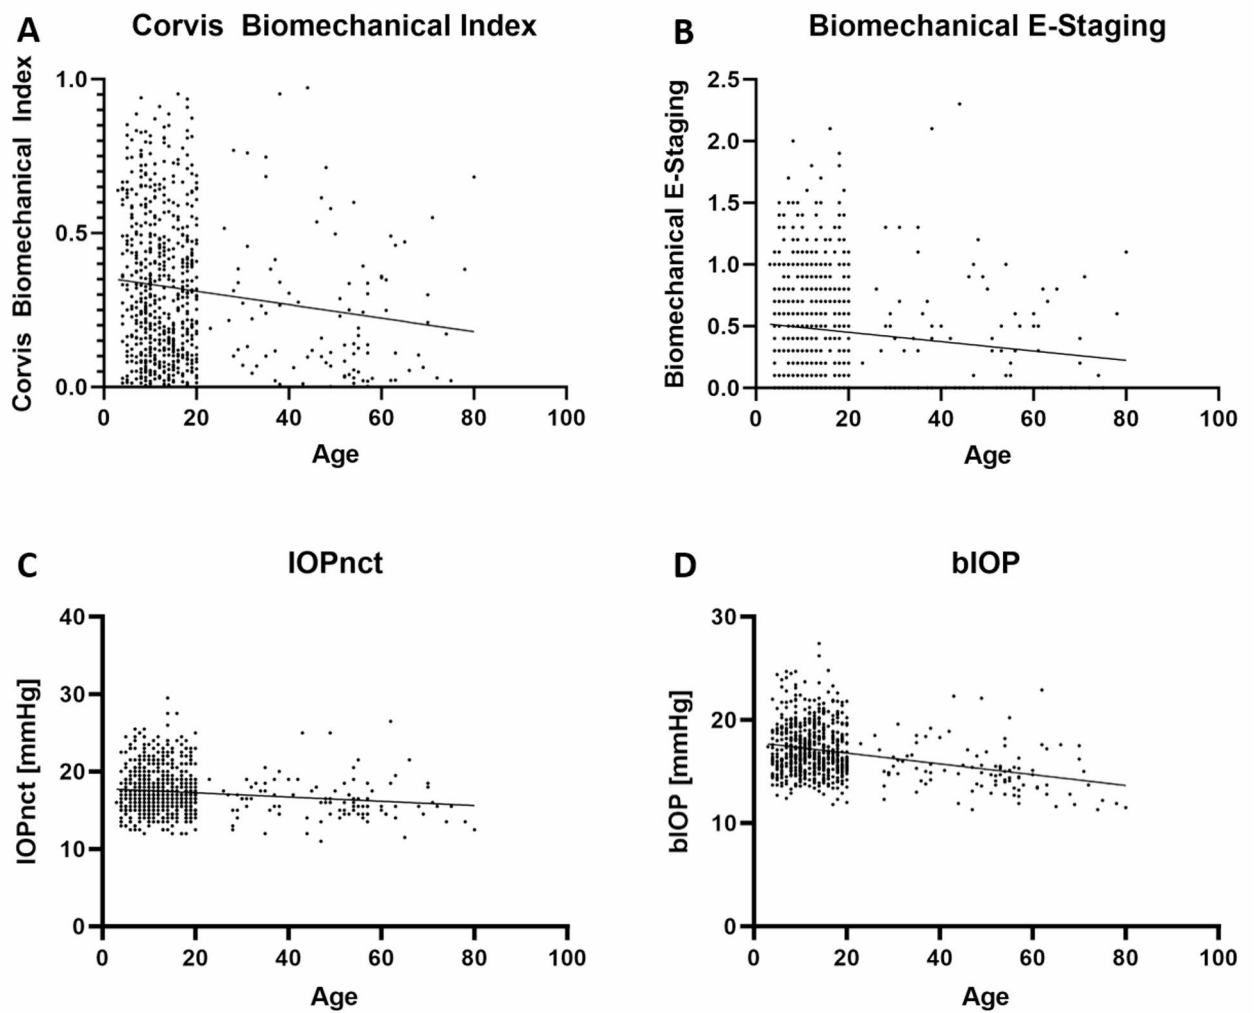 A Corvis Biomechanical Index
Corvis Biomechanical Index
1.0
0.5
0.0
0 20 40 60 80 100
Age
B Biomechanical E-Staging
Biomechanical E-Staging
2.5
2.0
1.5
1.0
0.5
0.0
0 20 40 60 80 100
Age
C IOPnct
IOPnct [mmHg]
40
30
20
10
0
0 20 40 60 80 100
Age
D bIOP
bIOP [mmHg]
30
20
10
0
0 20 40 60 80 100
Age